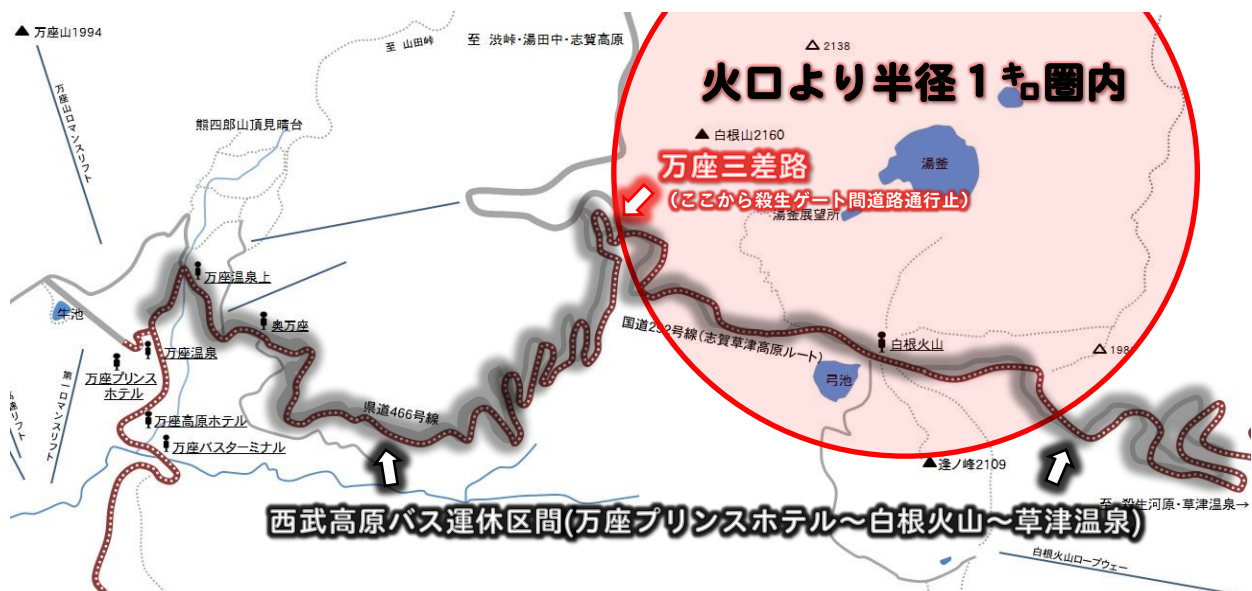 ▲ 万座山1994
至 山田峠
至 渋峠・湯田中・志賀高原
△ 2138
火口より半径1㌔圏内
万座山ロマンスリフト
熊四郎山頂見晴台
▲ 白根山2160
湯釜
万座三差路
(ここから殺生ゲート間道路通行止)
湯釜展望所
万座温泉上
牛池
奥万座
国道292号線(志賀草津高原ルート)
白根火山
万座温泉
△ 198
万座プリンス
ホテル
弓池
第一ロマンスリフト
リフト
県道466号線
万座高原ホテル
万座バスターミナル
▲逢ノ峰2109
至 殺生河原・草津温泉→
西武高原バス運休区間(万座プリンスホテル～白根火山～草津温泉)
白根火山ロープウェー